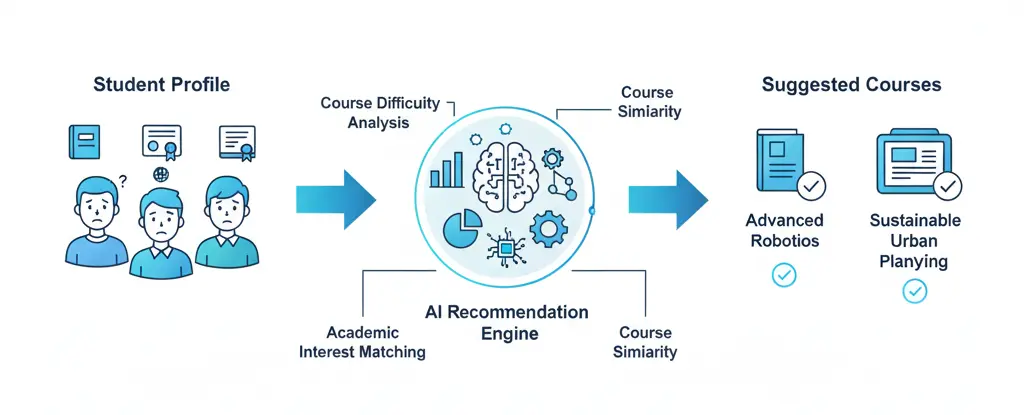 Student Profile
Course Difficuity
Analysis
Course
Simiarity
Suggested Courses
?
Advanced
Robotios
Sustainable
Urban
Planying
AI Recommendation
Engine
Academic
Interest Matching
Course
Simiarity